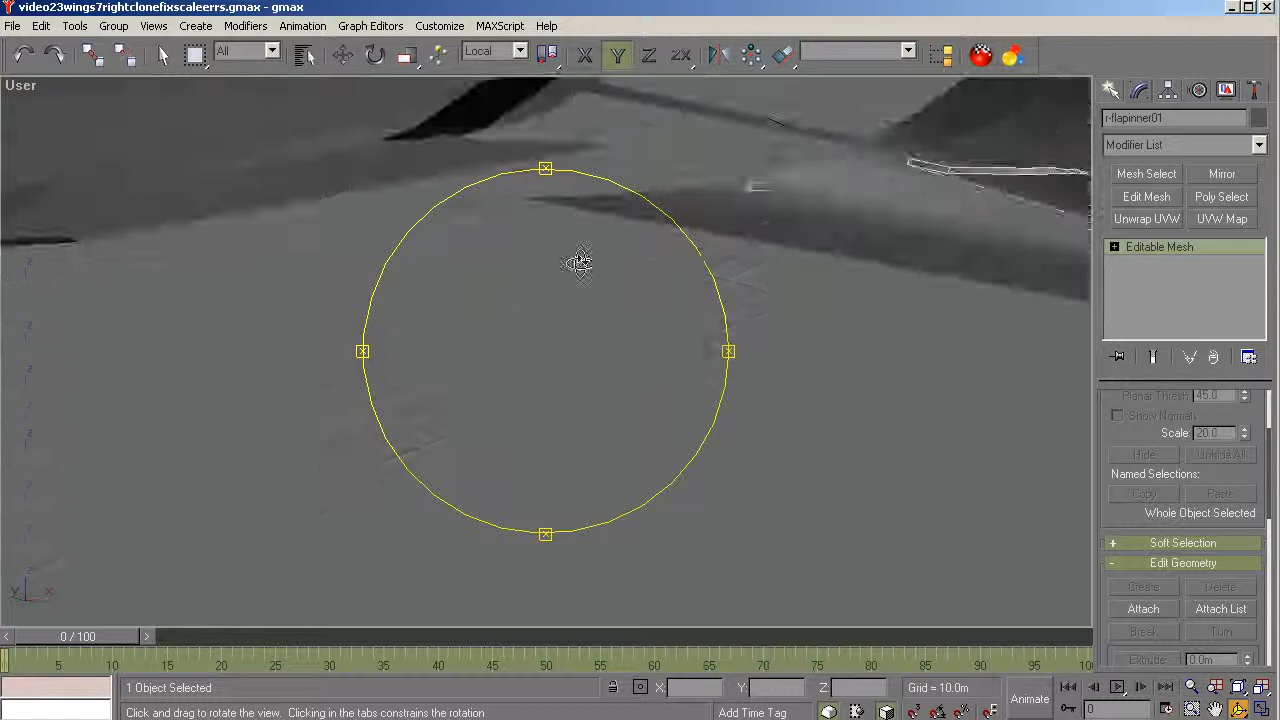 video23wings7rightclonefixscaleerrs.gmax - gmax
File Edit Tools Group Views Create Modifiers Animation Graph Editors Customize MAXScript Help
All Local X Y Z ZX
User
r-flapinner01
Modifier List
Mesh Select Mirror
Edit Mesh Poly Select
Unwrap UVW UVW Map
Editable Mesh
Planar Thresh: 45.0
Show Normals
Scale: 20.0
Hide Unhide All
Named Selections:
Copy Paste
Whole Object Selected
+ Soft Selection
- Edit Geometry
Create Delete
Attach Attach List
Break Turn
Extrude 0.0m
y x
0 / 100
5 10 15 20 25 30 35 40 45 50 55 60 65 70 75 80 85 90 95
1 Object Selected X: Y: Z: Grid = 10.0m Animate
Click and drag to rotate the view. Clicking in the tabs constrains the rotation Add Time Tag 0